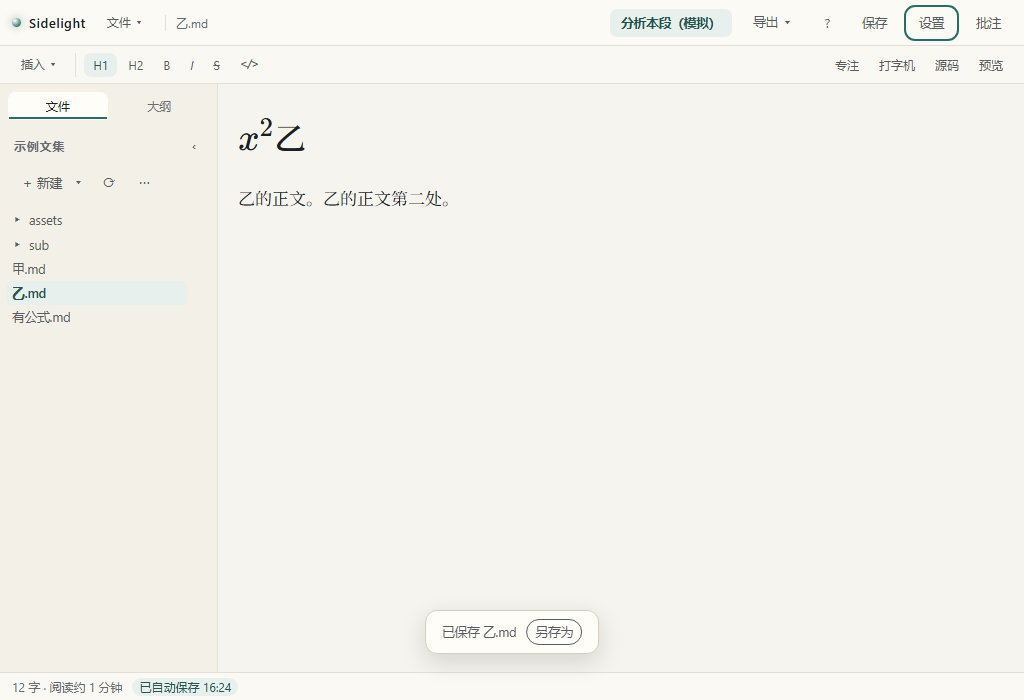 Sidelight 文件 乙.md 分析本段（模拟） 导出 ? 保存 设置 批注
插入 H1 H2 B I S </> 专注 打字机 源码 预览
文件 大纲
示例文集
+ 新建 ...
assets
sub
甲.md
乙.md
有公式.md
x²乙
乙的正文。乙的正文第二处。
已保存 乙.md 另存为
12 字 · 阅读约 1 分钟 已自动保存 16:24